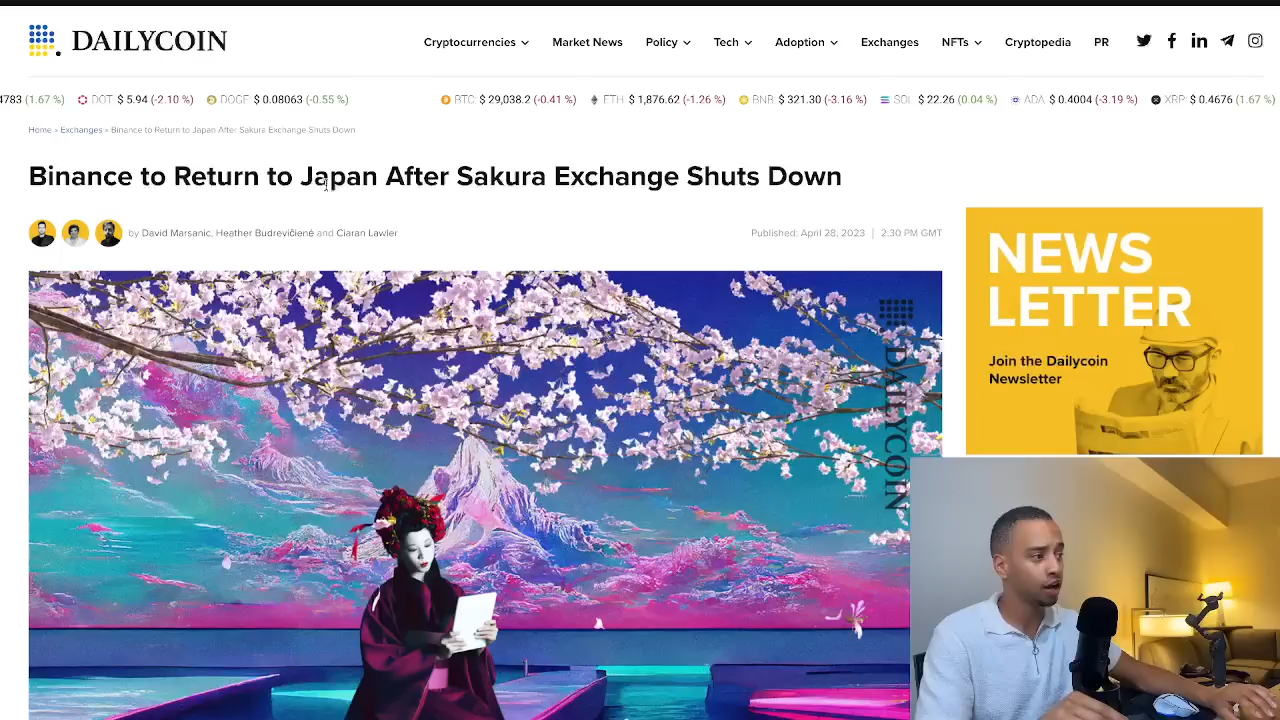 DAILYCOIN
Cryptocurrencies
Market News
Policy
Tech
Adoption
Exchanges
NFTs
Cryptopedia
PR
4783 (1.67 %) DOT: $ 5.94 (-2.10 %) DOGE: $ 0.08063 (-0.55 %) BTC: $ 29,038.2 (-0.41 %) ETH: $ 1,876.62 (-1.26 %) BNB: $ 321.30 (-3.16 %) SOL: $ 22.26 (0.04 %) ADA: $ 0.4004 (-3.19 %) XRP: $ 0.4676 (1.67 %)
Home » Exchanges » Binance to Return to Japan After Sakura Exchange Shuts Down
Binance to Return to Japan After Sakura Exchange Shuts Down
by David Marsanic, Heather Budrevičienė and Ciaran Lawler
Published: April 28, 2023 | 2:30 PM GMT
DAILYCOIN
NEWS
LETTER
Join the Dailycoin
Newsletter